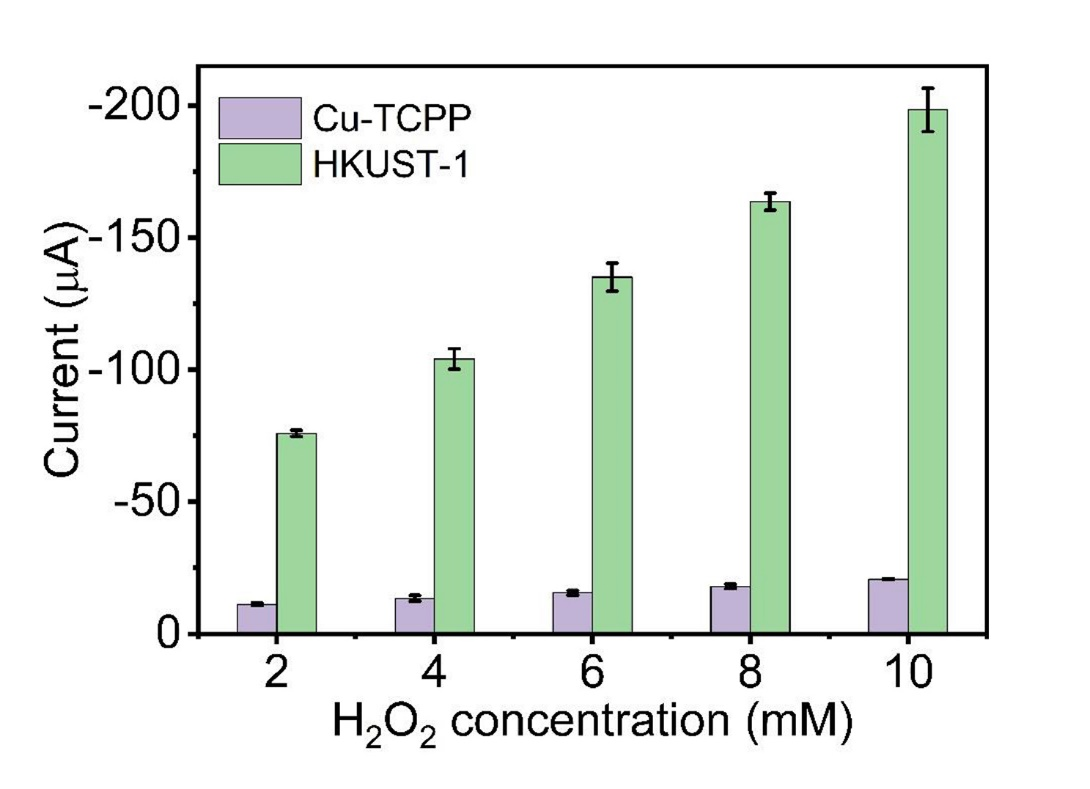 Cu-TCPP
HKUST-1
-200
-150
-100
-50
0
Current (μA)
2 4 6 8 10
H₂O₂ concentration (mM)